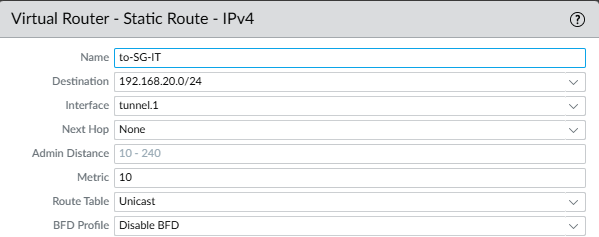 Virtual Router - Static Route - IPv4
Name to-SG-IT
Destination 192.168.20.0/24
Interface tunnel.1
Next Hop None
Admin Distance 10 - 240
Metric 10
Route Table Unicast
BFD Profile Disable BFD